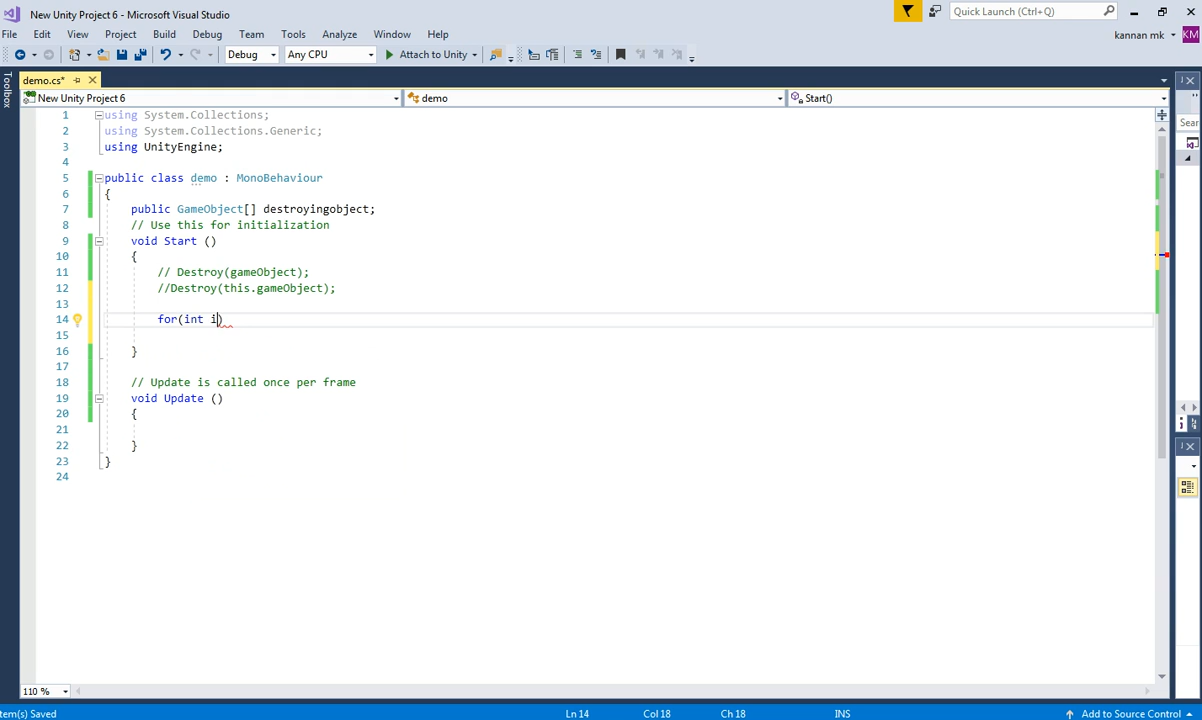 New Unity Project 6 - Microsoft Visual Studio
Quick Launch (Ctrl+Q)
File Edit View Project Build Debug Team Tools Analyze Window Help
kannan mk KM
Debug Any CPU Attach to Unity
Toolbox
demo.cs*
New Unity Project 6 demo Start()
Sear
1 using System.Collections;
2 using System.Collections.Generic;
3 using UnityEngine;
4
5 public class demo : MonoBehaviour
6 {
7 public GameObject[] destroyingobject;
8 // Use this for initialization
9 void Start ()
10 {
11 // Destroy(gameObject);
12 //Destroy(this.gameObject);
13
14 for(int i)
15
16 }
17
18 // Update is called once per frame
19 void Update ()
20 {
21
22 }
23 }
24
110 %
tem(s) Saved Ln 14 Col 18 Ch 18 INS Add to Source Control